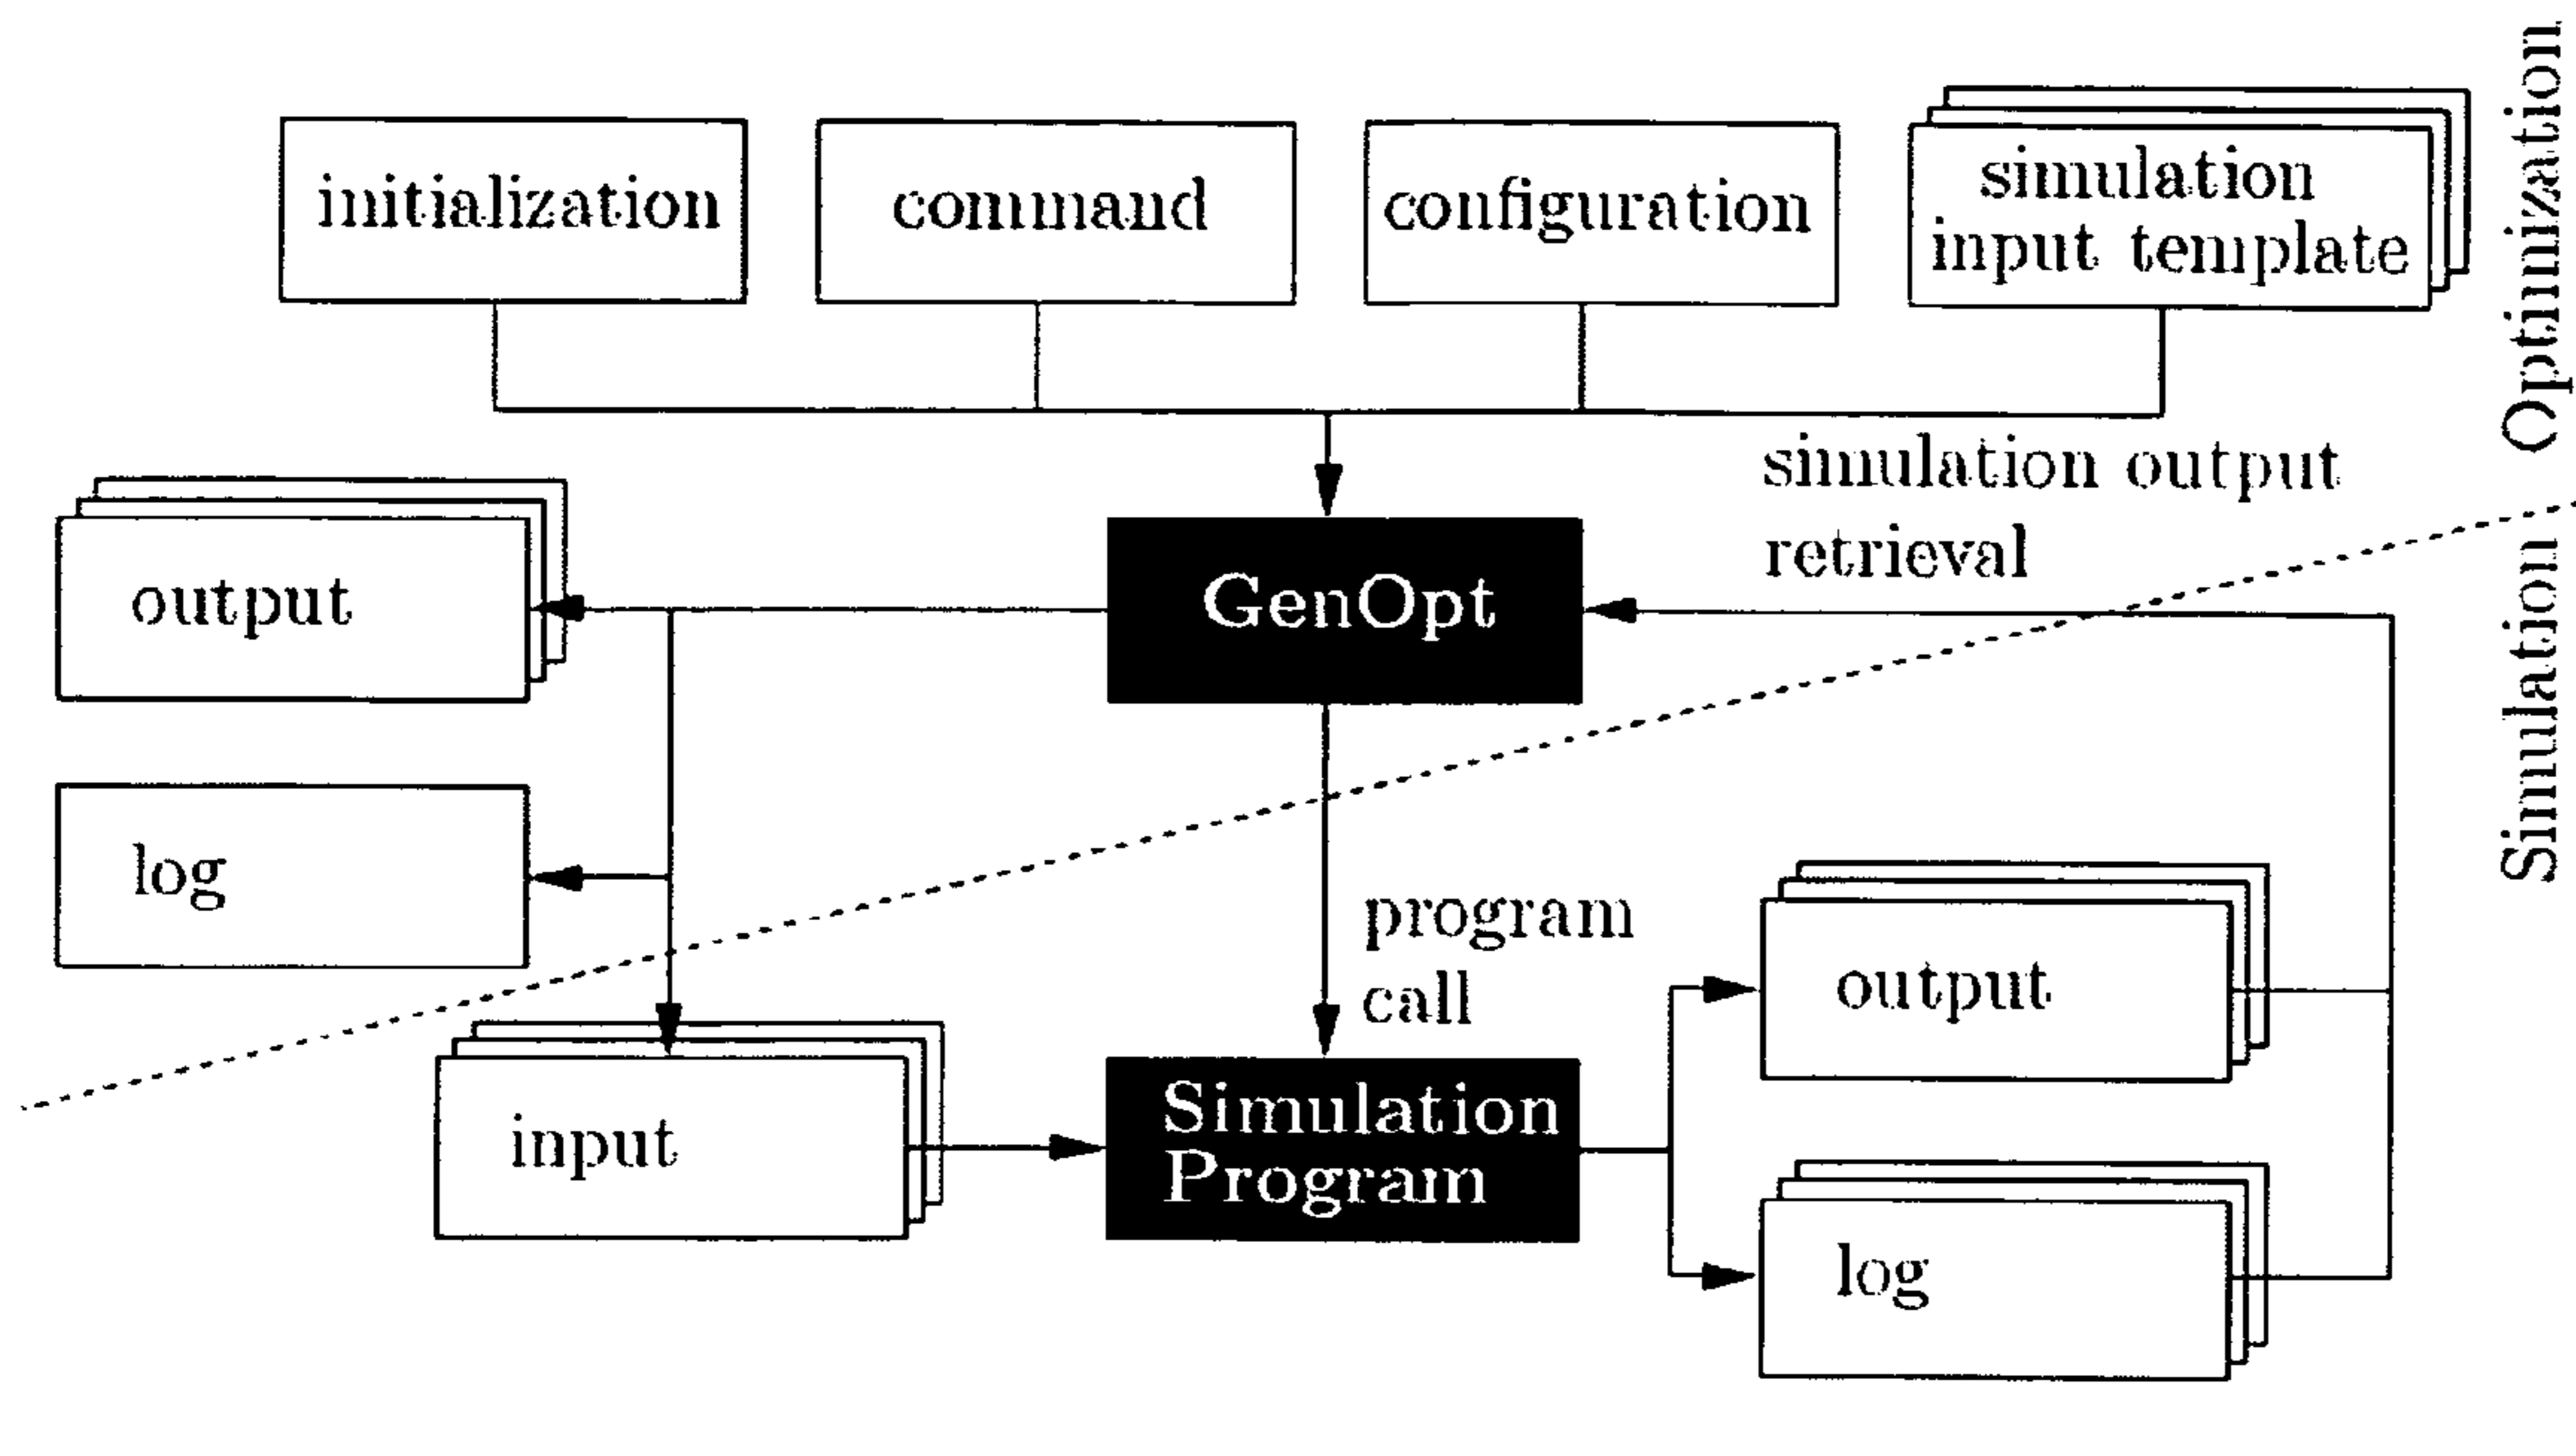 initialization
command
configuration
simulation
input template
Optimization
simulation output
retrieval
output
GenOpt
Simulation
log
program
call
output
input
Simulation
Program
log